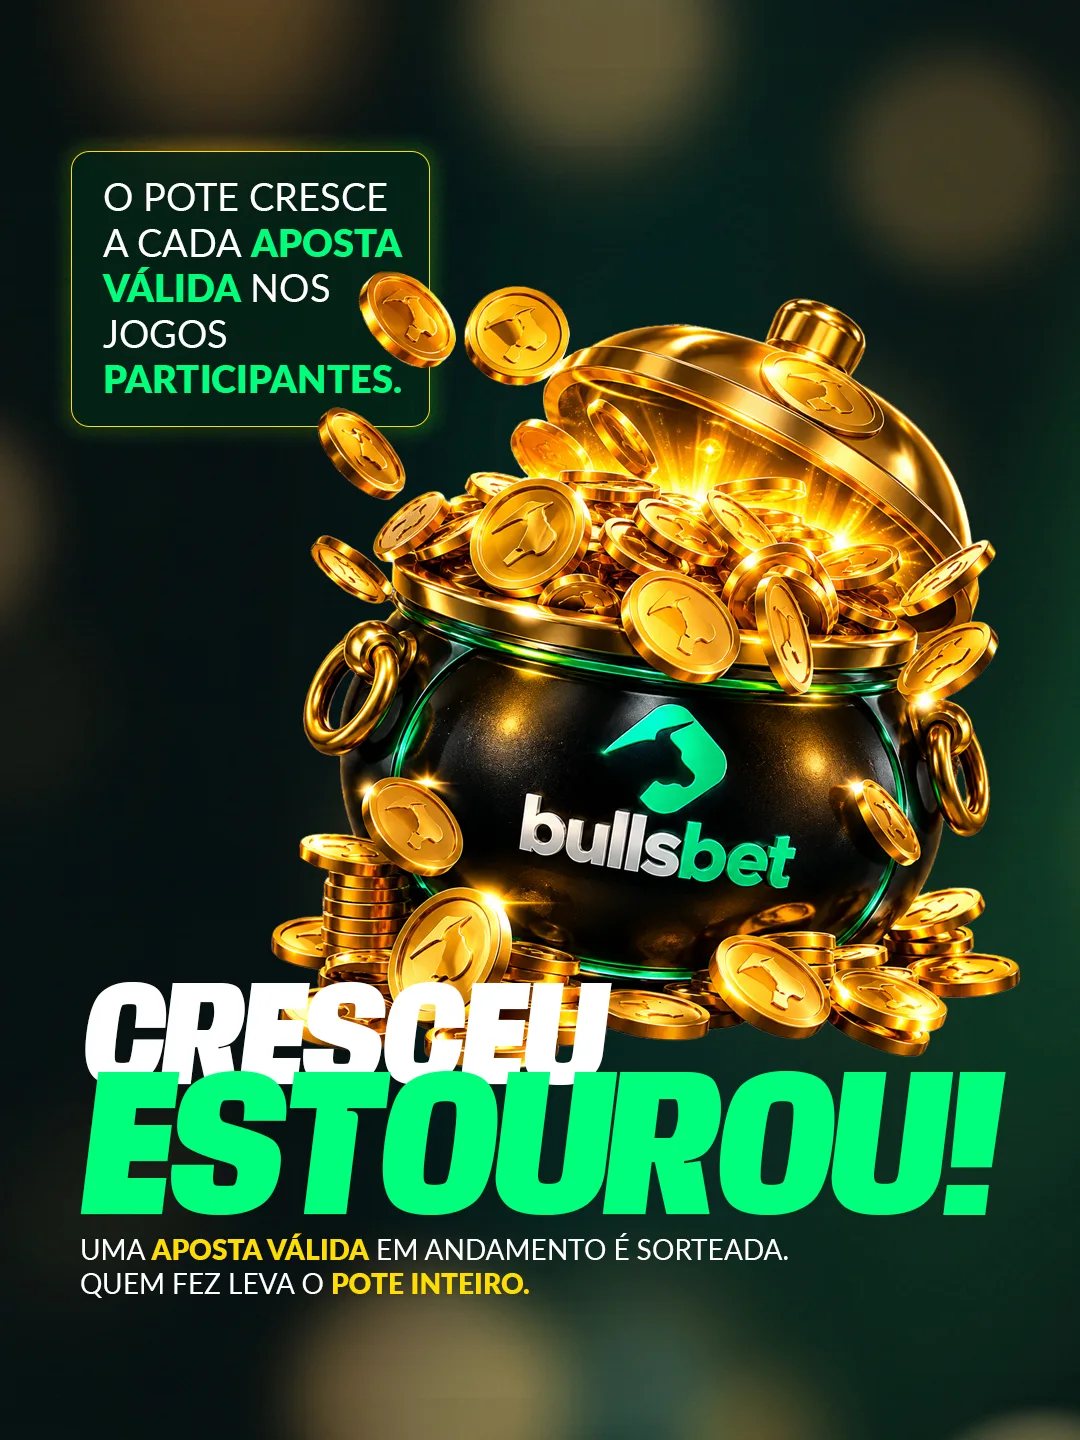 O POTE CRESCE
A CADA APOSTA
VÁLIDA NOS
JOGOS
PARTICIPANTES.
bullsbet
CRESCEU
ESTOUROU!
UMA APOSTA VÁLIDA EM ANDAMENTO É SORTEADA.
QUEM FEZ LEVA O POTE INTEIRO.